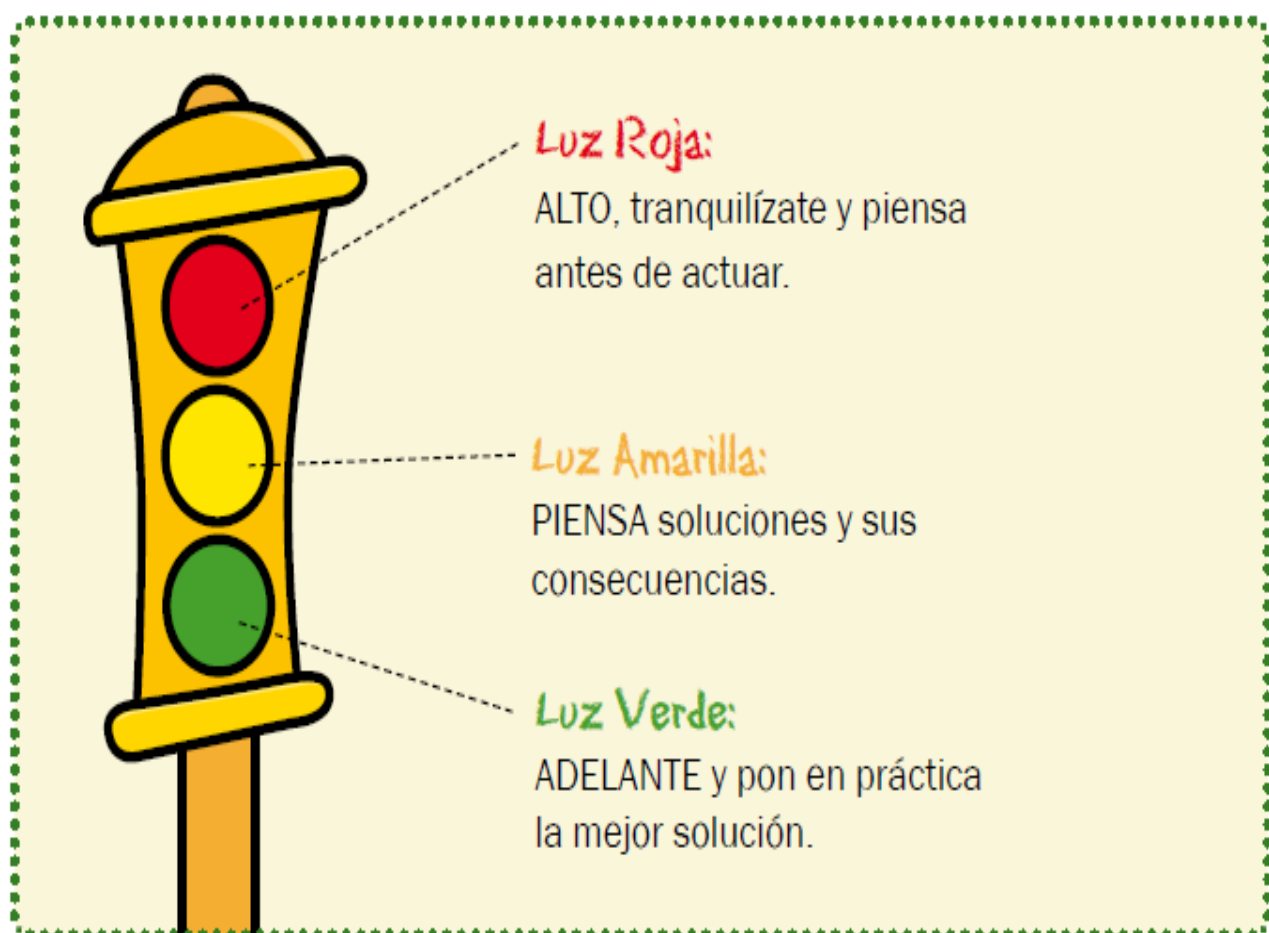 Luz Roja:
ALTO, tranquilízate y piensa
antes de actuar.
Luz Amarilla:
PIENSA soluciones y sus
consecuencias.
Luz Verde:
ADELANTE y pon en práctica
la mejor solución.